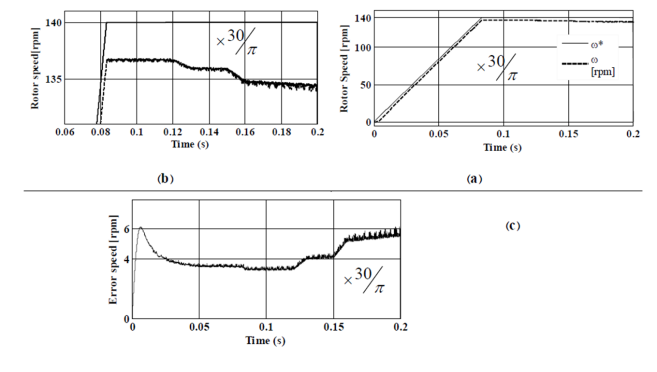 140
135
Rotor speed[rpm]
×30/π
0.06 0.08 0.1 0.12 0.14 0.16 0.18 0.2
Time (s)
(b)
140
100
50
0
Rotor Speed [rpm]
×30/π
ω*
ω
[rpm]
0 0.05 0.1 0.15 0.2
Time (s)
(a)
6
4
0
Error speed [rpm]
×30/π
0 0.05 0.1 0.15 0.2
Time (s)
(c)